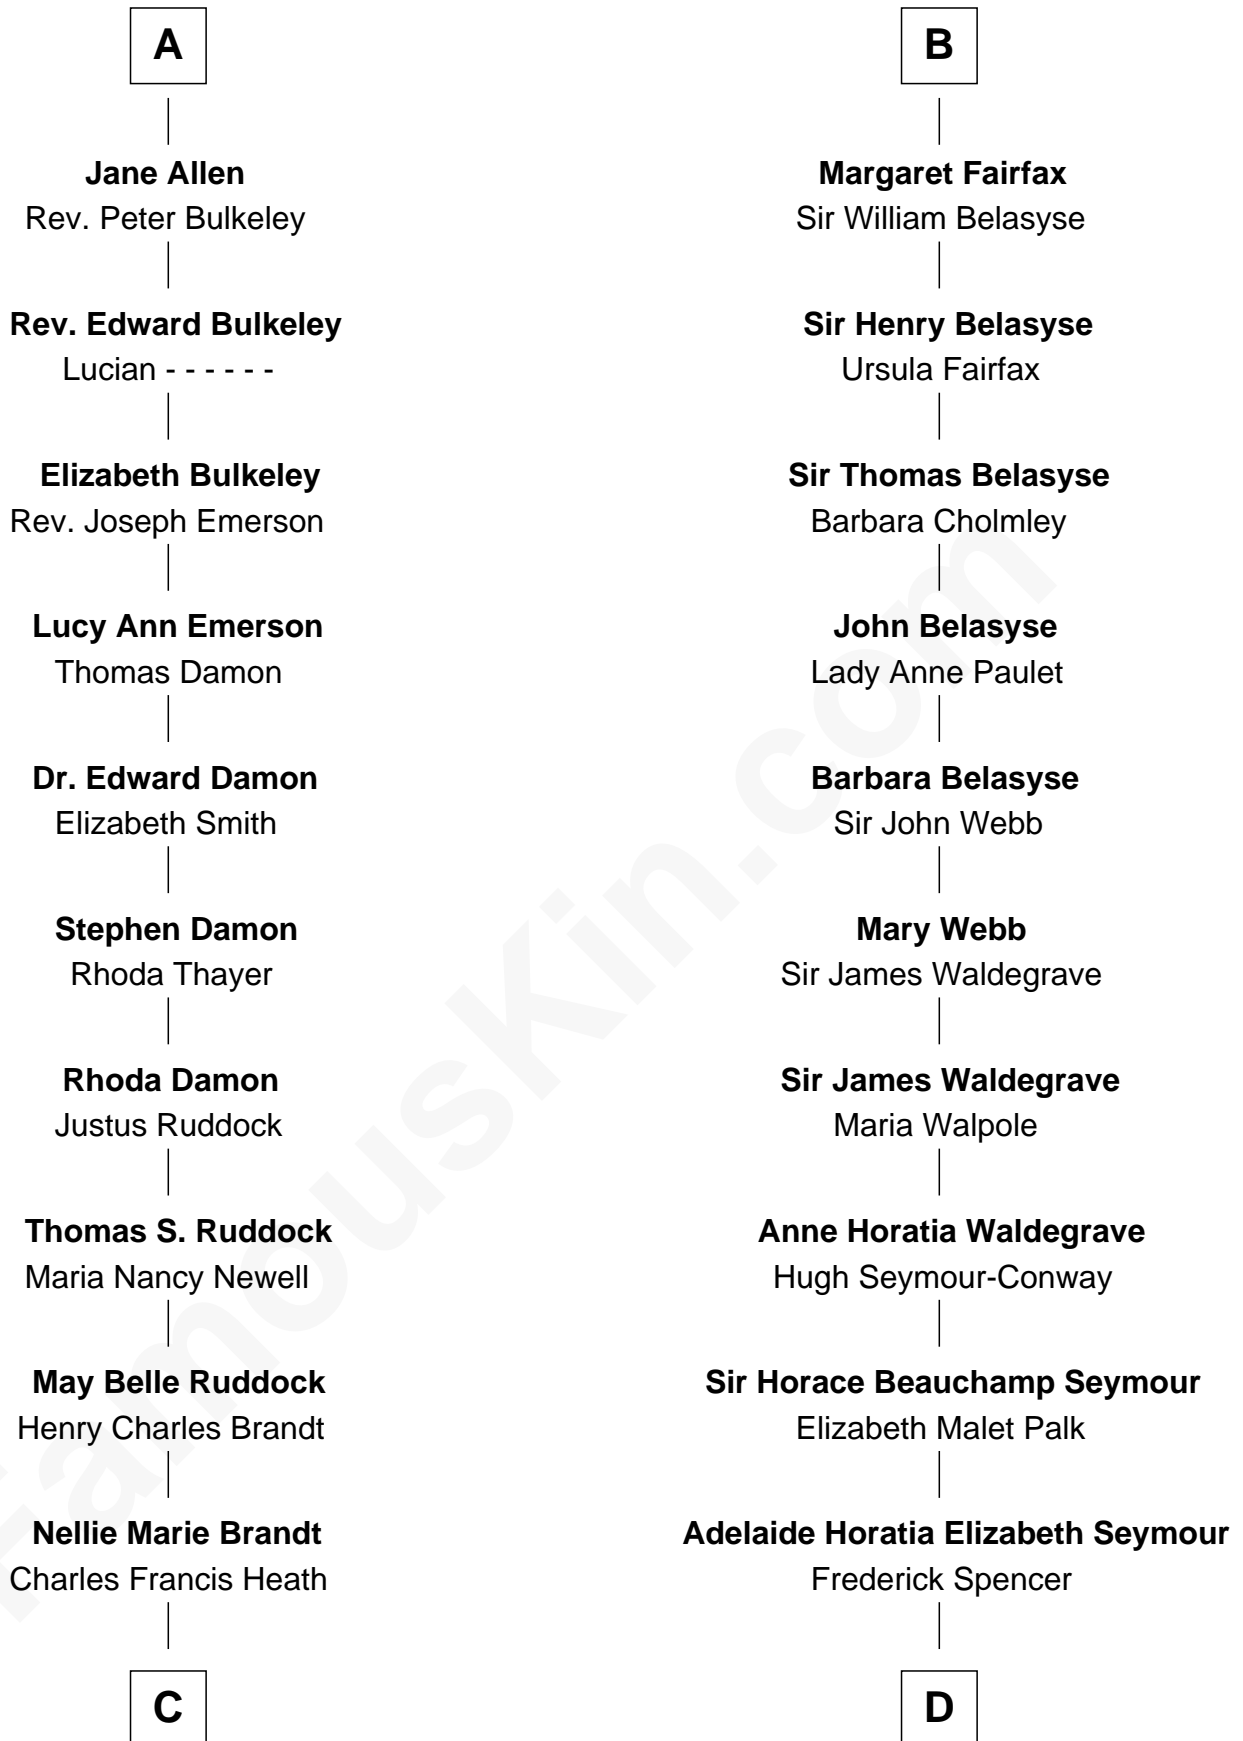 A
Jane Allen
Rev. Peter Bulkeley
Rev. Edward Bulkeley
Lucian - - - - - -
Elizabeth Bulkeley
Rev. Joseph Emerson
Lucy Ann Emerson
Thomas Damon
Dr. Edward Damon
Elizabeth Smith
Stephen Damon
Rhoda Thayer
Rhoda Damon
Justus Ruddock
Thomas S. Ruddock
Maria Nancy Newell
May Belle Ruddock
Henry Charles Brandt
Nellie Marie Brandt
Charles Francis Heath
C
B
Margaret Fairfax
Sir William Belasyse
Sir Henry Belasyse
Ursula Fairfax
Sir Thomas Belasyse
Barbara Cholmley
John Belasyse
Lady Anne Paulet
Barbara Belasyse
Sir John Webb
Mary Webb
Sir James Waldegrave
Sir James Waldegrave
Maria Walpole
Anne Horatia Waldegrave
Hugh Seymour-Conway
Sir Horace Beauchamp Seymour
Elizabeth Malet Palk
Adelaide Horatia Elizabeth Seymour
Frederick Spencer
D
FamousKin.com